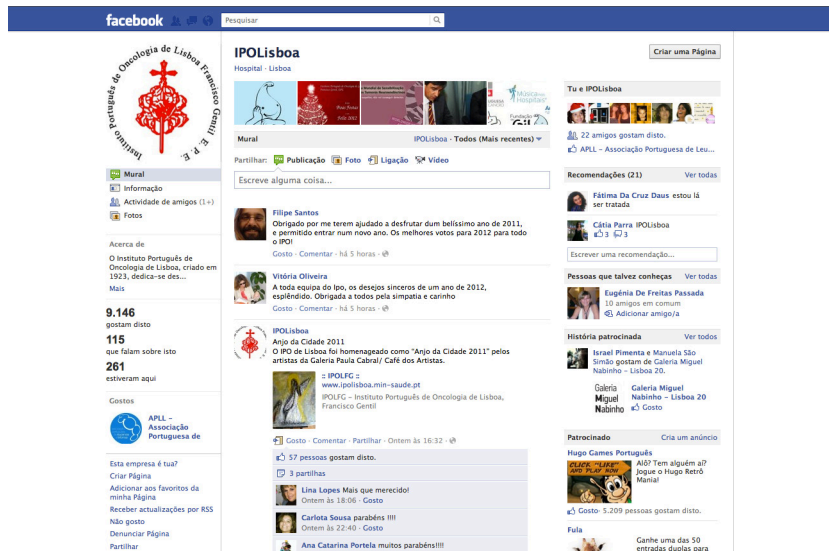 facebook
Pesquisar
Instituto Português de Oncologia de Lisboa Francisco Gentil E. P. E.
Mural
Informação
Actividade de amigos (1+)
Fotos
Acerca de
O Instituto Português de
Oncologia de Lisboa, criado em
1923, dedica-se des...
Mais
9.146
gostam disto
115
que falam sobre isto
261
estiveram aqui
Gostos
APLL –
Associação
Portuguesa de
Esta empresa é tua?
Criar Página
Adicionar aos favoritos da
minha Página
Receber actualizações por RSS
Não gosto
Denunciar Página
Partilhar
IPOLisboa
Hospital · Lisboa
Criar uma Página
Música nos
Hospitais
Fundação
Gil
Mural
IPOLisboa · Todos (Mais recentes)
Partilhar: Publicação Foto Ligação Vídeo
Escreve alguma coisa...
Filipe Santos
Obrigado por me terem ajudado a desfrutar dum belíssimo ano de 2011,
e permitido entrar num novo ano. Os melhores votos para 2012 para todo
o IPO!
Gosto · Comentar · há 5 horas ·
Vitória Oliveira
A toda equipa do Ipo, os desejos sinceros de um ano de 2012,
esplêndido. Obrigada a todos pela simpatia e carinho
Gosto · Comentar · há 5 horas ·
IPOLisboa
Anjo da Cidade 2011
O IPO de Lisboa foi homenageado como "Anjo da Cidade 2011" pelos
artistas da Galeria Paula Cabral/ Café dos Artistas.
:: IPOLFG ::
www.ipolisboa.min-saude.pt
IPOLFG – Instituto Português de Oncologia de Lisboa,
Francisco Gentil
Gosto · Comentar · Partilhar · Ontem às 16:32 ·
57 pessoas gostam disto.
3 partilhas
Lina Lopes Mais que merecido!
Ontem às 18:06 · Gosto
Carlota Sousa parabéns !!!!
Ontem às 22:40 · Gosto
Ana Catarina Portela muitos parabéns!!!!
Tu e IPOLisboa
22 amigos gostam disto.
APLL – Associação Portuguesa de Leu...
Recomendações (21)
Ver todas
Fátima Da Cruz Daus estou lá
ser tratada
Cátia Parra IPOLisboa
3 3
Escrever uma recomendação...
Pessoas que talvez conheças
Ver todas
Eugénia De Freitas Passada
10 amigos em comum
Adicionar amigo/a
História patrocinada
Ver todos
Israel Pimenta e Manuela São
Simão gostam de Galeria Miguel
Nabinho – Lisboa 20.
Galeria
Miguel
Nabinho
Galeria Miguel
Nabinho – Lisboa 20
Gosto
Patrocinado
Cria um anúncio
Hugo Games Português
CLICK "LIKE"
AND PLAY NOW
Alô? Tem alguém aí?
Jogue o Hugo Retrô
Mania!
Gosto · 5.209 pessoas gostam disto.
Fula
Ganhe uma das 50
entradas duplas para